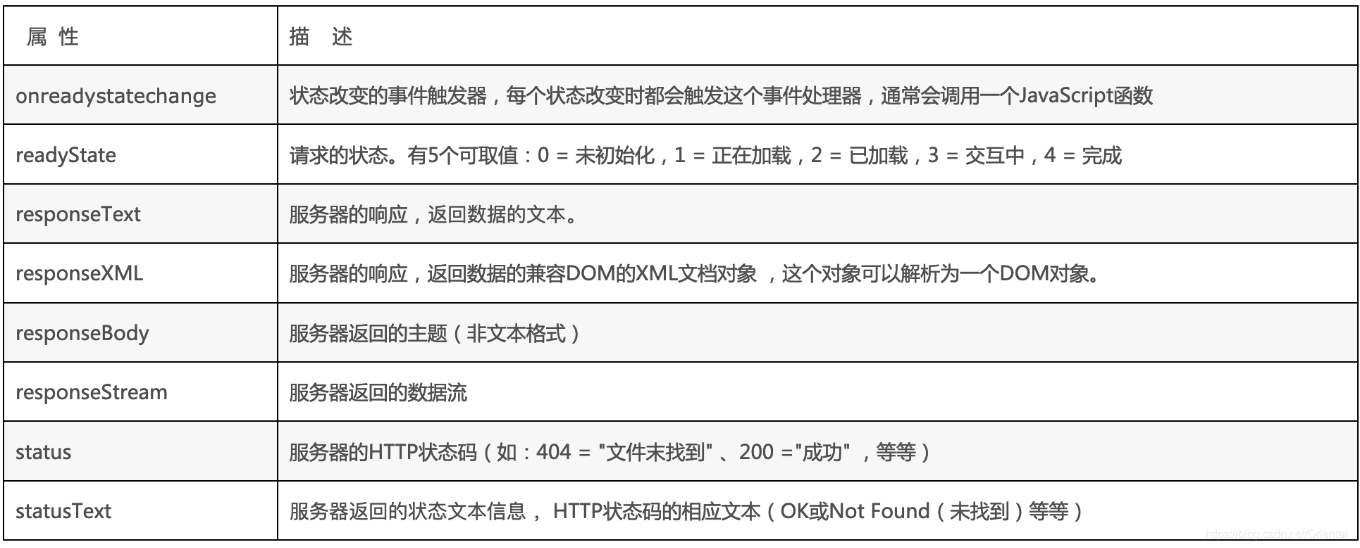 属 性 描 述
onreadystatechange 状态改变的事件触发器，每个状态改变时都会触发这个事件处理器，通常会调用一个JavaScript函数
readyState 请求的状态。有5个可取值：0 = 未初始化，1 = 正在加载，2 = 已加载，3 = 交互中，4 = 完成
responseText 服务器的响应，返回数据的文本。
responseXML 服务器的响应，返回数据的兼容DOM的XML文档对象 ，这个对象可以解析为一个DOM对象。
responseBody 服务器返回的主题（非文本格式）
responseStream 服务器返回的数据流
status 服务器的HTTP状态码（如：404 = "文件末找到" 、200 ="成功" ，等等）
statusText 服务器返回的状态文本信息 ，HTTP状态码的相应文本（OK或Not Found（未找到）等等）